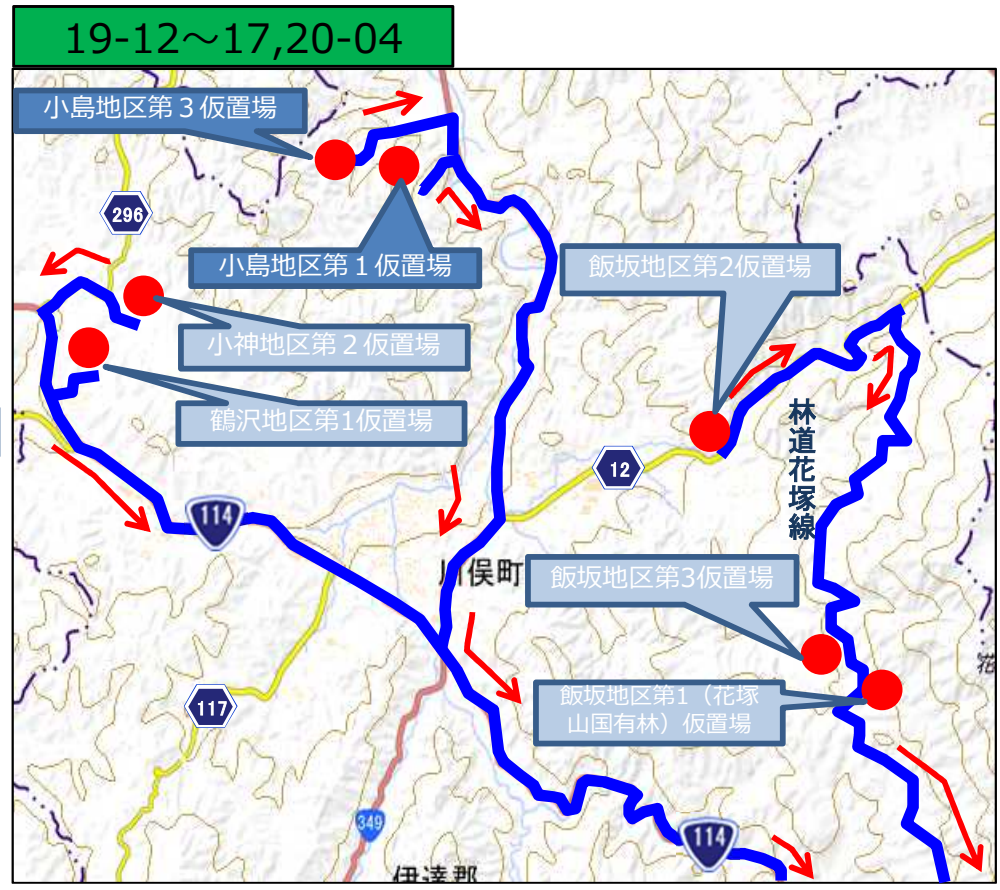 19-12～17,20-04
小島地区第３仮置場
296
小島地区第１仮置場
飯坂地区第2仮置場
小神地区第２仮置場
鶴沢地区第1仮置場
林道花塚線
12
114
川俣町
飯坂地区第3仮置場
花
飯坂地区第1（花塚
山国有林）仮置場
117
349
114
伊達郡